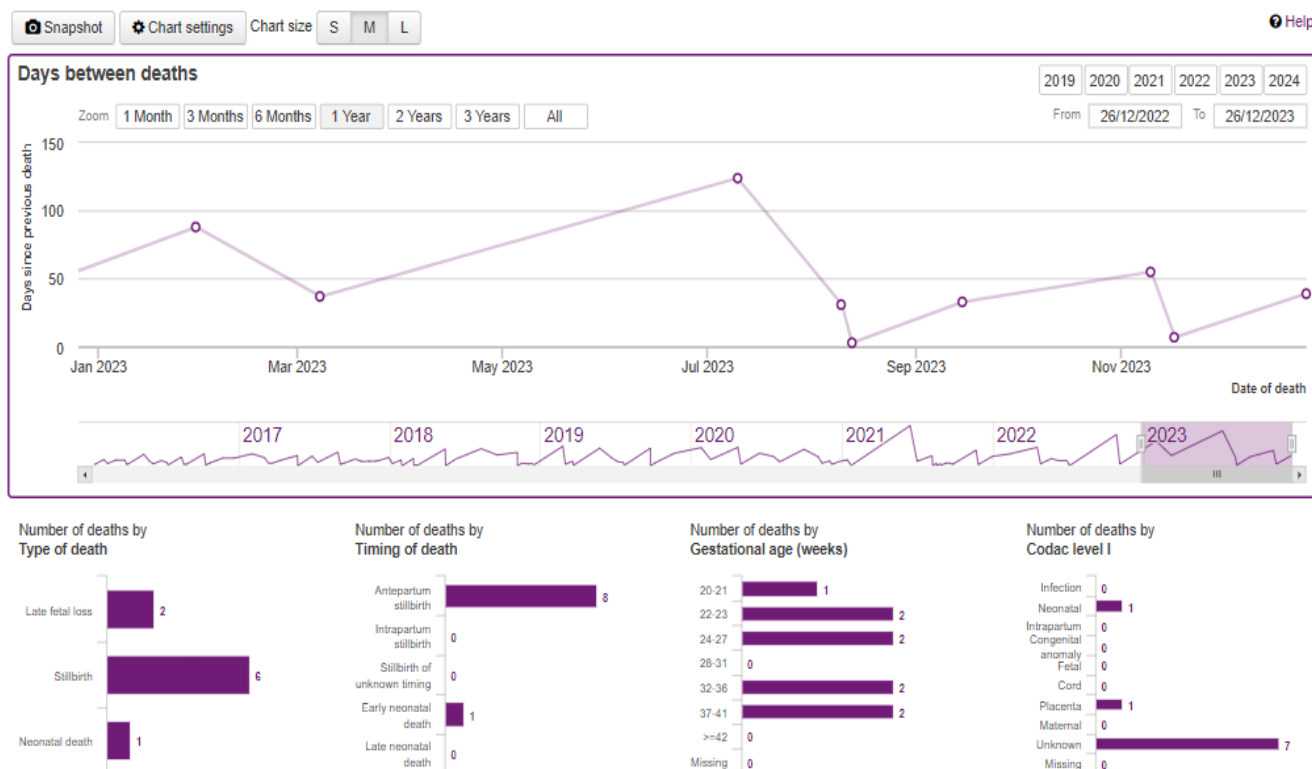 Snapshot Chart settings Chart size S M L Help
Days between deaths
2019 2020 2021 2022 2023 2024
Zoom 1 Month 3 Months 6 Months 1 Year 2 Years 3 Years All
From 26/12/2022 To 26/12/2023
Days since previous death
150
100
50
0
Jan 2023 Mar 2023 May 2023 Jul 2023 Sep 2023 Nov 2023
Date of death
2017 2018 2019 2020 2021 2022 2023
Number of deaths by
Type of death
Late fetal loss 2
Stillbirth 6
Neonatal death 1
Number of deaths by
Timing of death
Antepartum
stillbirth 8
Intrapartum
stillbirth 0
Stillbirth of
unknown timing 0
Early neonatal
death 1
Late neonatal
death 0
Number of deaths by
Gestational age (weeks)
20-21 1
22-23 2
24-27 2
28-31 0
32-36 2
37-41 2
>=42 0
Missing 0
Number of deaths by
Codac level I
Infection 0
Neonatal 1
Intrapartum 0
Congenital
anomaly 0
Fetal 0
Cord 0
Placenta 1
Maternal 0
Unknown 7
Missing 0